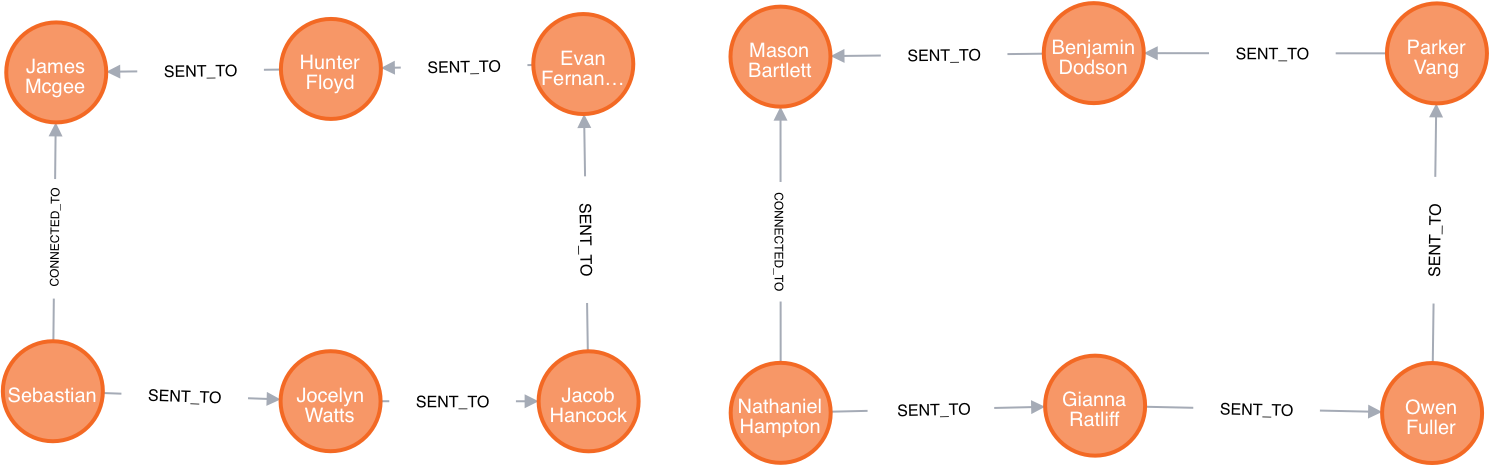 James
Mcgee
SENT_TO
Hunter
Floyd
SENT_TO
Evan
Fernan…
CONNECTED_TO
SENT_TO
Sebastian
SENT_TO
Jocelyn
Watts
SENT_TO
Jacob
Hancock
Mason
Bartlett
SENT_TO
Benjamin
Dodson
SENT_TO
Parker
Vang
CONNECTED_TO
SENT_TO
Nathaniel
Hampton
SENT_TO
Gianna
Ratliff
SENT_TO
Owen
Fuller